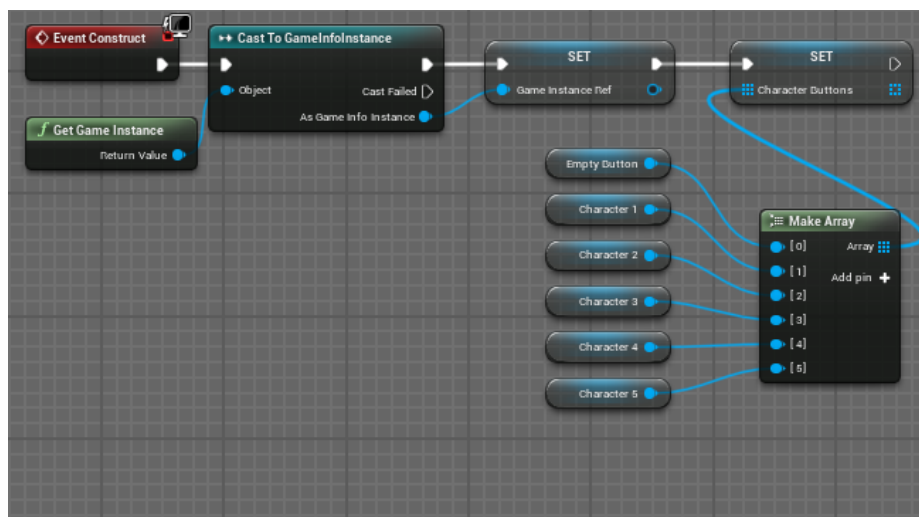 Event Construct
Cast To GameInfoInstance
Object
Cast Failed
As Game Info Instance
Get Game Instance
Return Value
SET
Game Instance Ref
SET
Character Buttons
Empty Button
Character 1
Character 2
Character 3
Character 4
Character 5
Make Array
[0]
Array
[1]
Add pin +
[2]
[3]
[4]
[5]